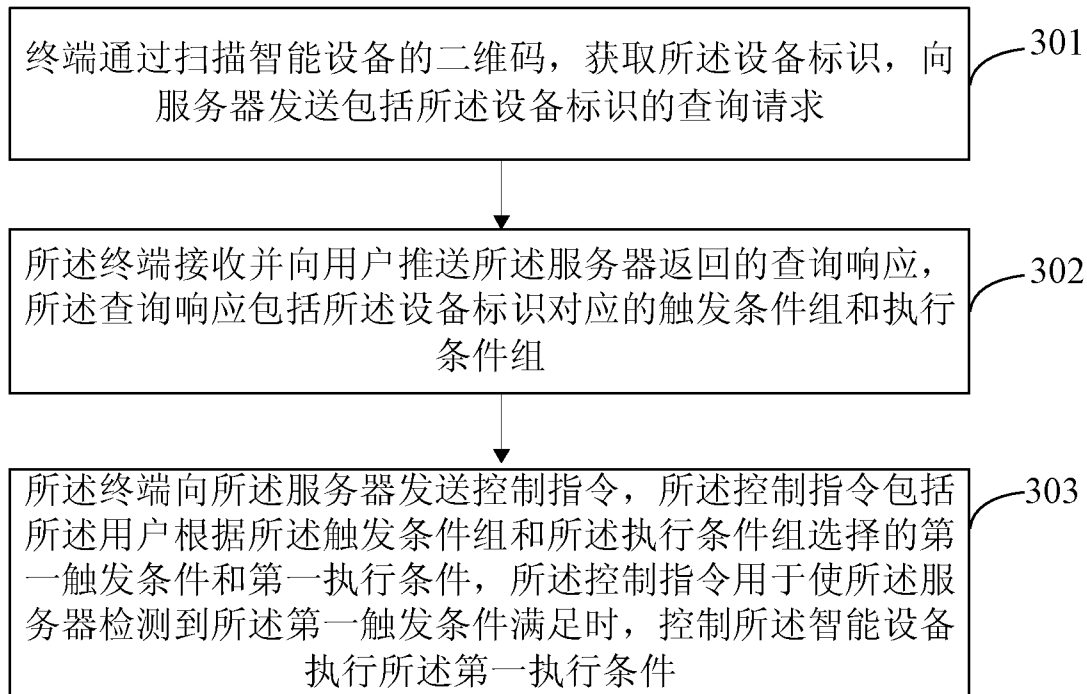 终端通过扫描智能设备的二维码，获取所述设备标识，向
服务器发送包括所述设备标识的查询请求
301
所述终端接收并向用户推送所述服务器返回的查询响应，
所述查询响应包括所述设备标识对应的触发条件组和执行
条件组
302
所述终端向所述服务器发送控制指令，所述控制指令包括
所述用户根据所述触发条件组和所述执行条件组选择的第
一触发条件和第一执行条件，所述控制指令用于使所述服
务器检测到所述第一触发条件满足时，控制所述智能设备
执行所述第一执行条件
303